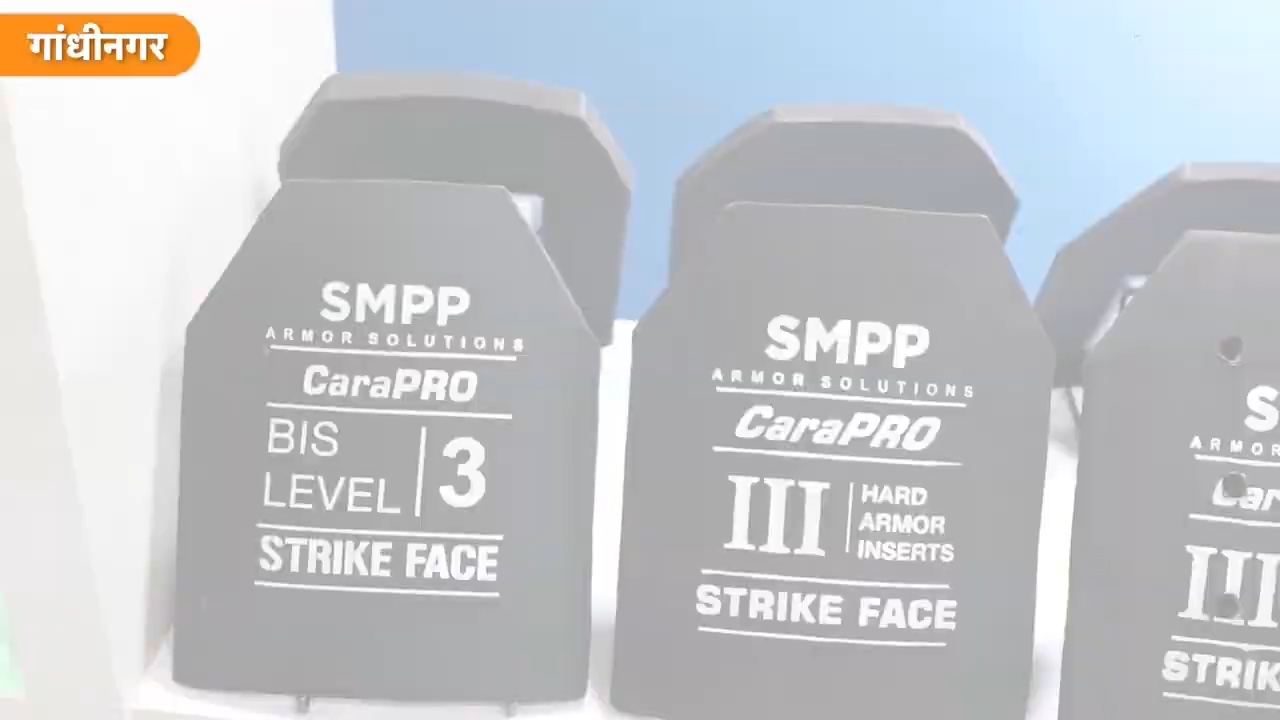 गांधीनगर
SMPP
ARMOR SOLUTIONS
CaraPRO
BIS
LEVEL
3
STRIKE FACE
SMPP
ARMOR SOLUTIONS
CaraPRO
III
HARD
ARMOR
INSERTS
STRIKE FACE